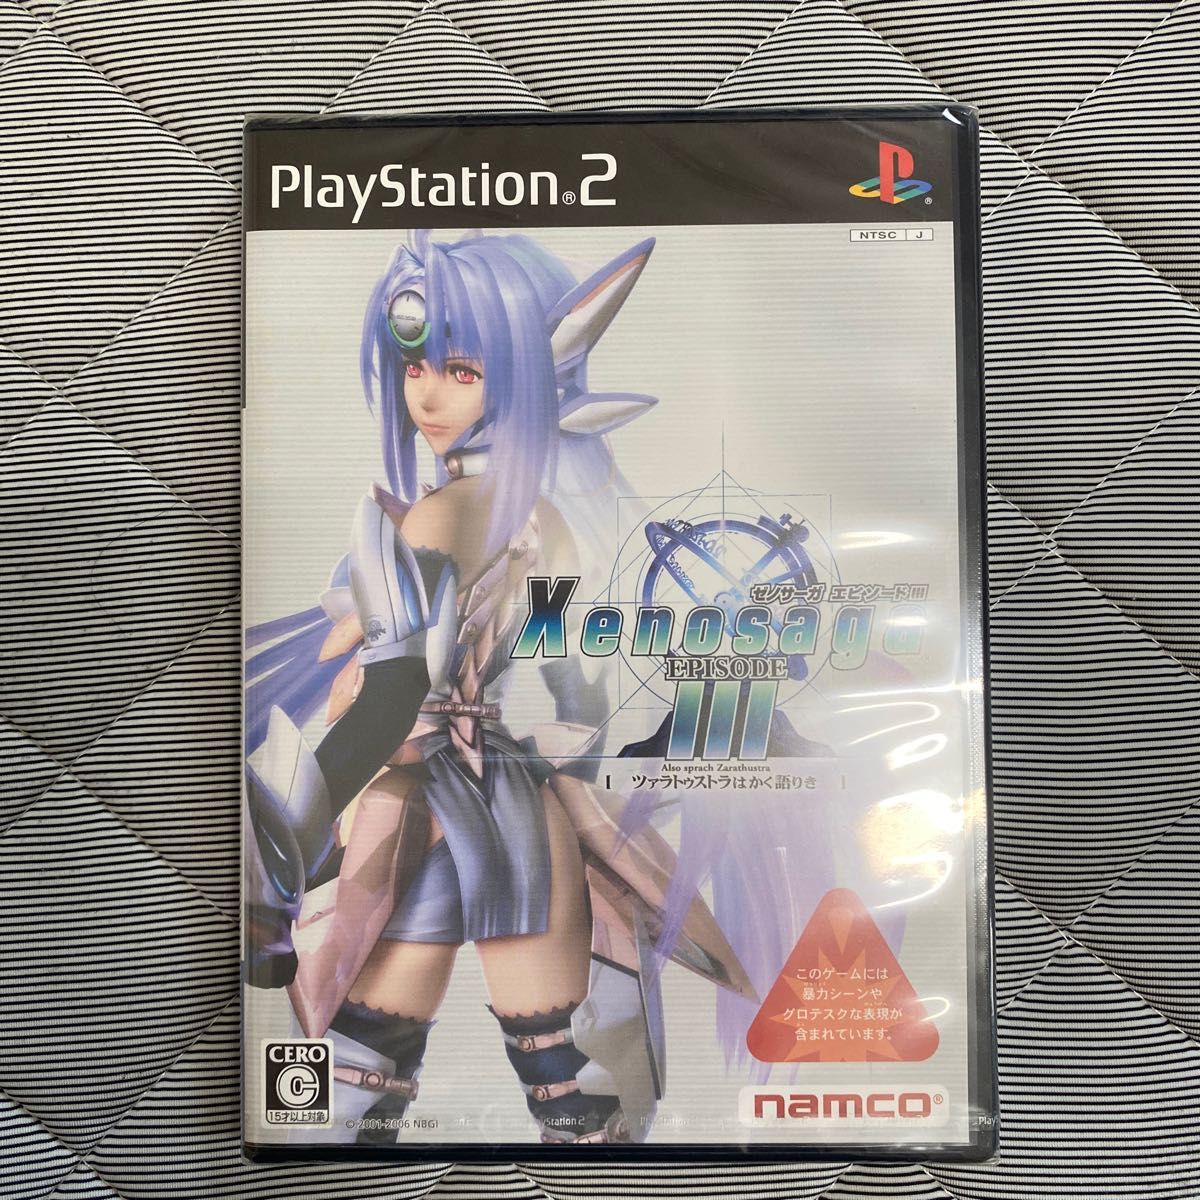 PlayStation®2
®
NTSC J
ゼノサーガ エピソードIII
Xenosaga
EPISODE
III
Also sprach Zarathustra
【 ツァラトゥストラはかく語りき 】
このゲームには
暴力シーンや
グロテスクな表現が
含まれています。
CERO
C
15才以上対象
© 2001-2006 NBGI
namco®
PlayStation 2